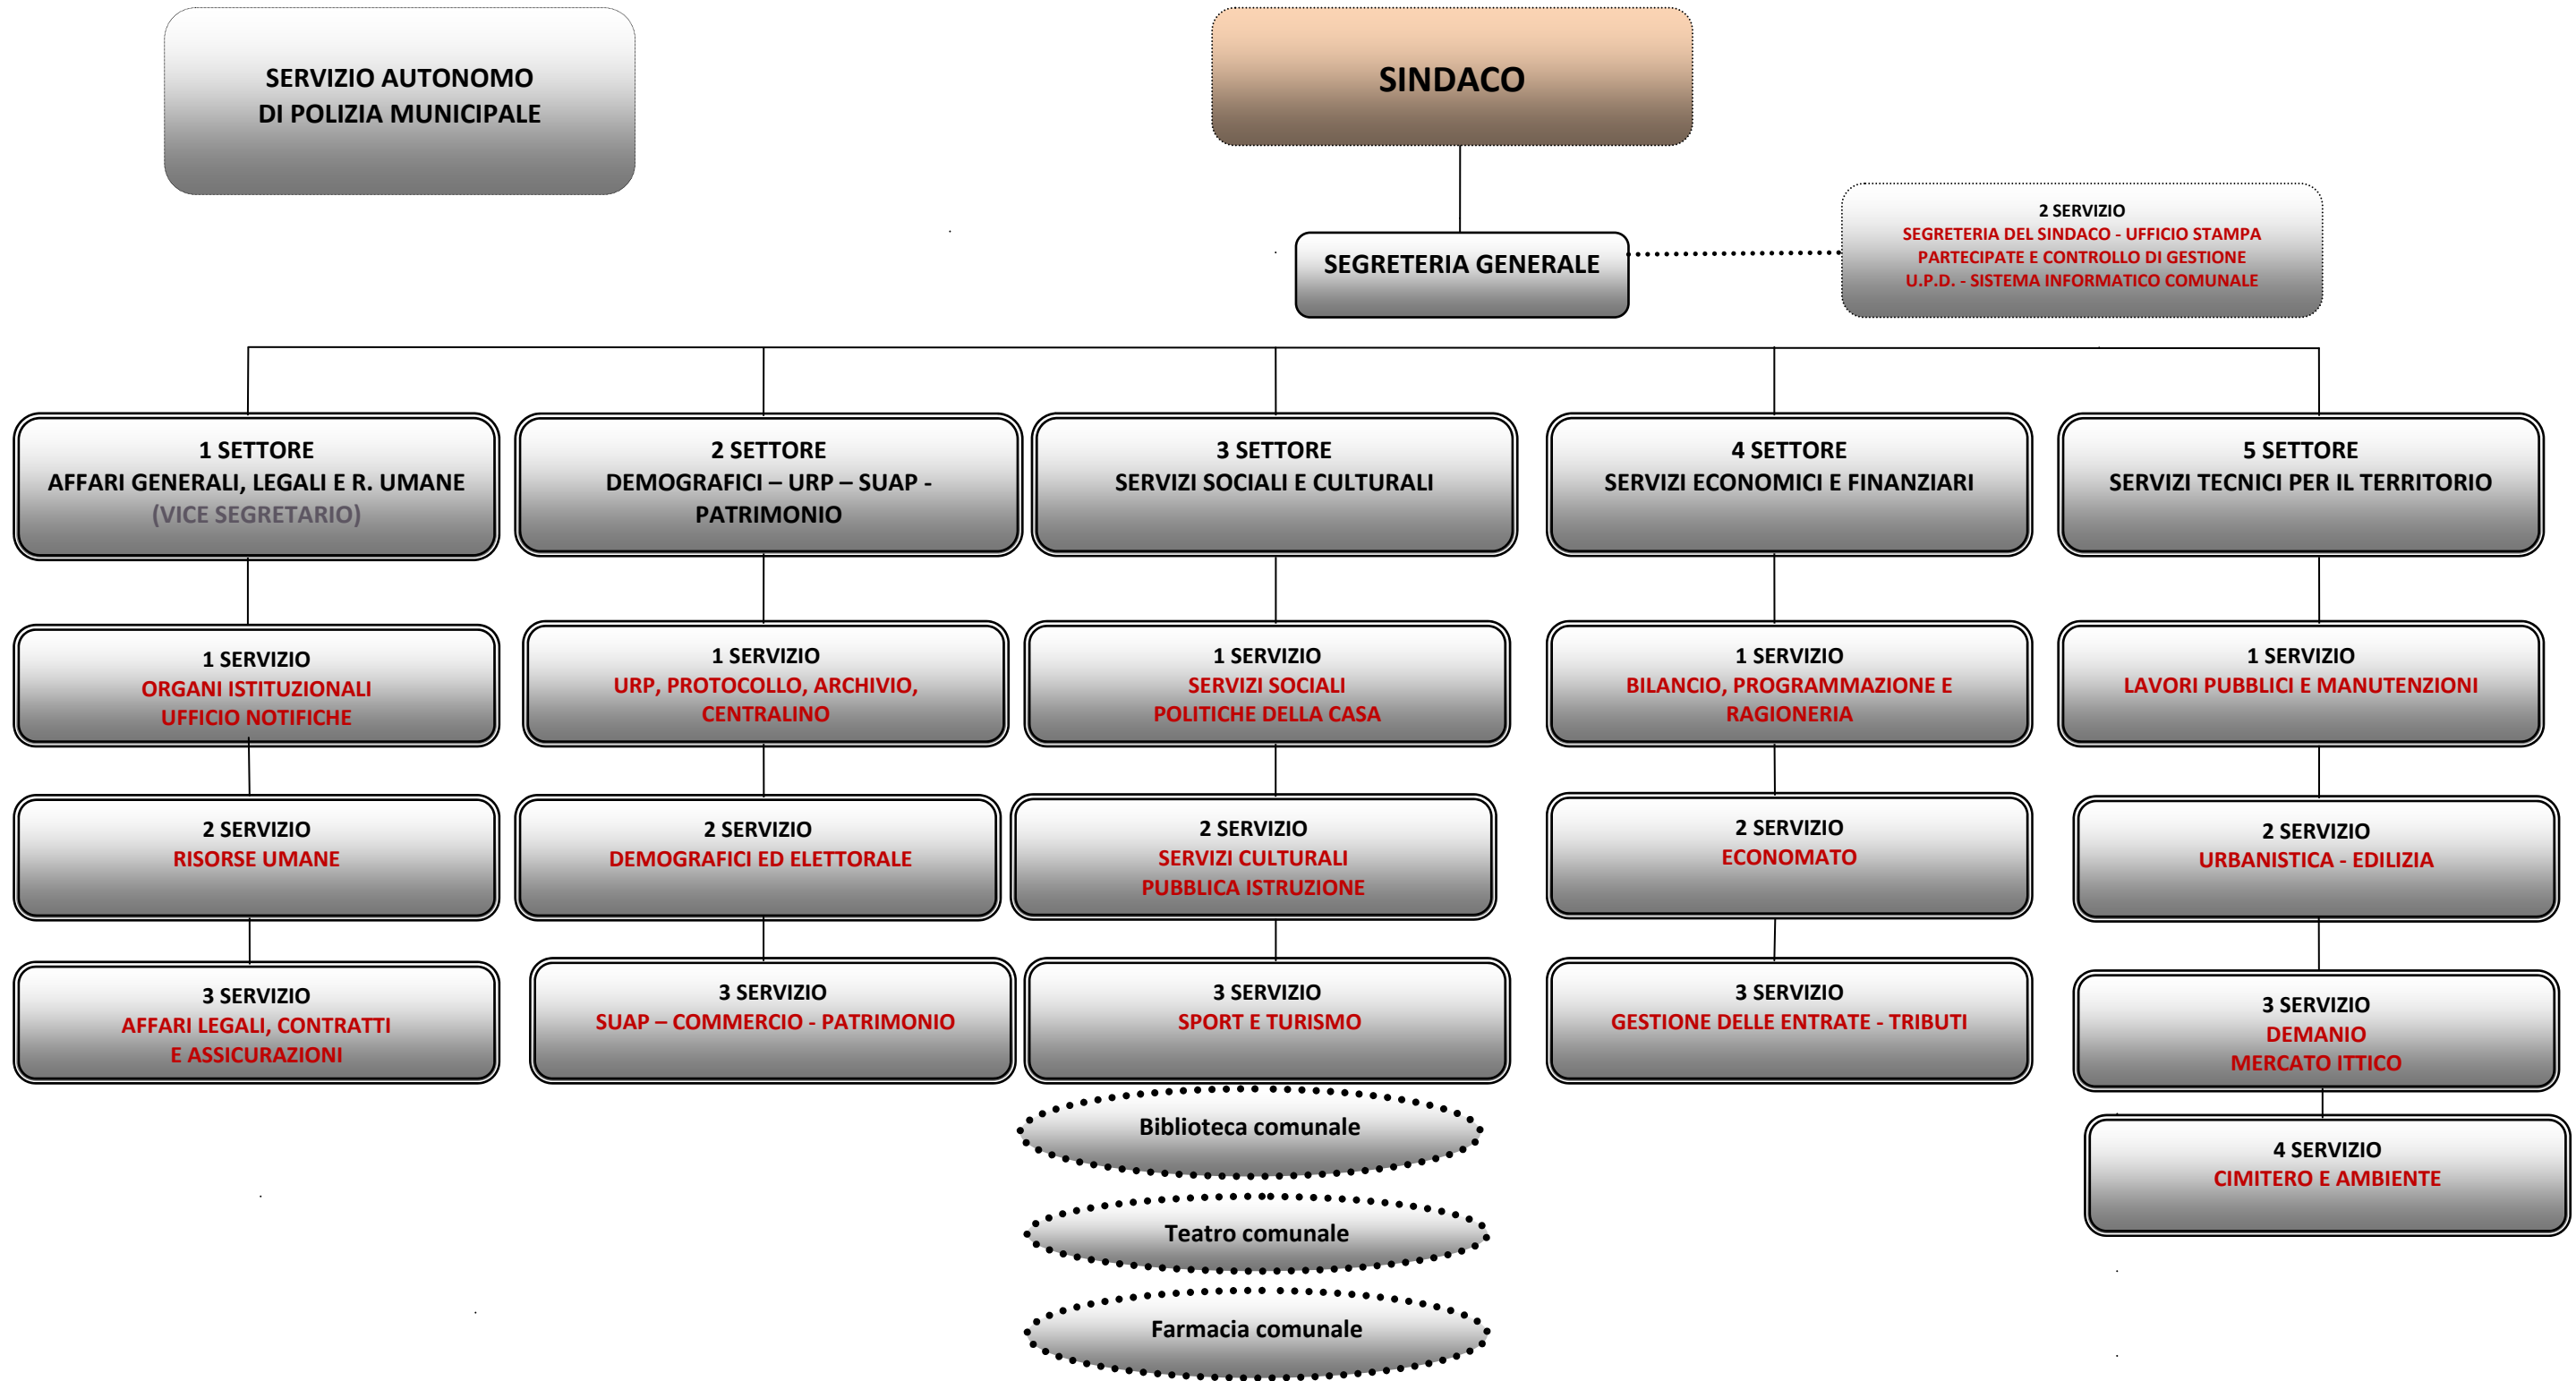 SERVIZIO AUTONOMO
DI POLIZIA MUNICIPALE
SINDACO
SEGRETERIA GENERALE
2 SERVIZIO
SEGRETERIA DEL SINDACO - UFFICIO STAMPA
PARTECIPATE E CONTROLLO DI GESTIONE
U.P.D. - SISTEMA INFORMATICO COMUNALE
1 SETTORE
AFFARI GENERALI, LEGALI E R. UMANE
(VICE SEGRETARIO)
2 SETTORE
DEMOGRAFICI – URP – SUAP -
PATRIMONIO
3 SETTORE
SERVIZI SOCIALI E CULTURALI
4 SETTORE
SERVIZI ECONOMICI E FINANZIARI
5 SETTORE
SERVIZI TECNICI PER IL TERRITORIO
1 SERVIZIO
ORGANI ISTITUZIONALI
UFFICIO NOTIFICHE
1 SERVIZIO
URP, PROTOCOLLO, ARCHIVIO,
CENTRALINO
1 SERVIZIO
SERVIZI SOCIALI
POLITICHE DELLA CASA
1 SERVIZIO
BILANCIO, PROGRAMMAZIONE E
RAGIONERIA
1 SERVIZIO
LAVORI PUBBLICI E MANUTENZIONI
2 SERVIZIO
RISORSE UMANE
2 SERVIZIO
DEMOGRAFICI ED ELETTORALE
2 SERVIZIO
SERVIZI CULTURALI
PUBBLICA ISTRUZIONE
2 SERVIZIO
ECONOMATO
2 SERVIZIO
URBANISTICA - EDILIZIA
3 SERVIZIO
AFFARI LEGALI, CONTRATTI
E ASSICURAZIONI
3 SERVIZIO
SUAP – COMMERCIO - PATRIMONIO
3 SERVIZIO
SPORT E TURISMO
3 SERVIZIO
GESTIONE DELLE ENTRATE - TRIBUTI
3 SERVIZIO
DEMANIO
MERCATO ITTICO
Biblioteca comunale
4 SERVIZIO
CIMITERO E AMBIENTE
Teatro comunale
Farmacia comunale